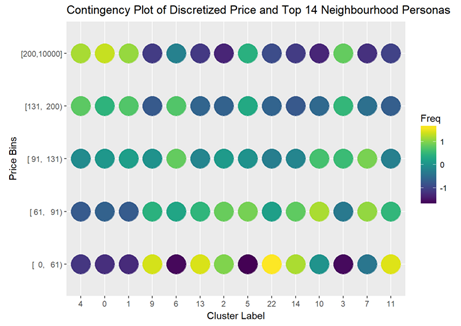 Contingency Plot of Discretized Price and Top 14 Neighbourhood Personas
[200,10000]
[131, 200)
[ 91, 131)
[ 61, 91)
[ 0, 61)
Price Bins
4 0 1 9 6 13 2 5 22 14 10 3 7 11
Cluster Label
Freq
1
0
-1